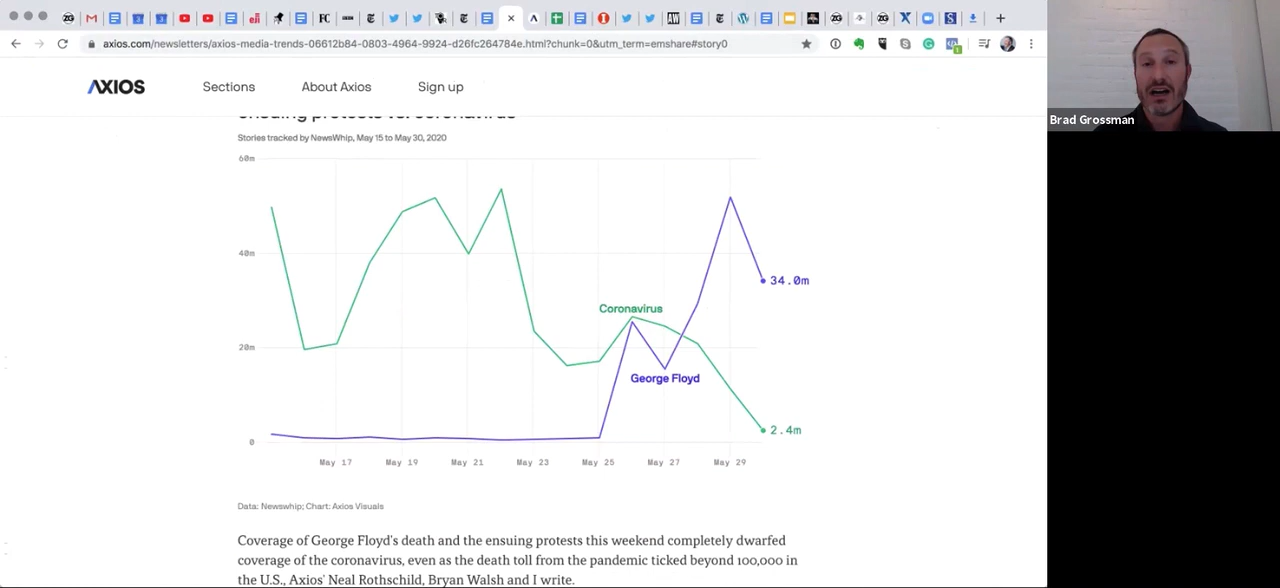 axios.com/newsletters/axios-media-trends-06612b84-0803-4964-9924-d26fc264784e.html?chunk=0&utm_term=emshare#story0
AXIOS
Sections
About Axios
Sign up
ensuing protests vs. coronavirus
Stories tracked by NewsWhip, May 15 to May 30, 2020
60m
40m
20m
0
Coronavirus
George Floyd
34.0m
2.4m
May 17
May 19
May 21
May 23
May 25
May 27
May 29
Data: Newswhip; Chart: Axios Visuals
Coverage of George Floyd's death and the ensuing protests this weekend completely dwarfed
coverage of the coronavirus, even as the death toll from the pandemic ticked beyond 100,000 in
the U.S., Axios' Neal Rothschild, Bryan Walsh and I write.
Brad Grossman